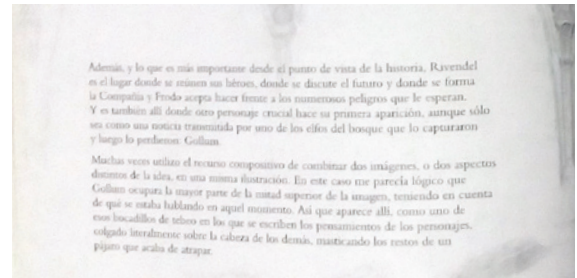 Además, y lo que es más importante desde el punto de vista de la historia, Rivendel
es el lugar donde se reúnen sus héroes, donde se discute el futuro y donde se forma
la Compañía y Frodo acepta hacer frente a los numerosos peligros que le esperan.
Y es también allí donde otro personaje crucial hace su primera aparición, aunque sólo
sea como una noticia transmitida por uno de los elfos del bosque que lo capturaron
y luego lo perdieron: Gollum.
Muchas veces utilizo el recurso compositivo de combinar dos imágenes, o dos aspectos
distintos de la idea, en una misma ilustración. En este caso me parecía lógico que
Gollum ocupara la mayor parte de la mitad superior de la imagen, teniendo en cuenta
de qué se estaba hablando en aquel momento. Así que aparece allí, como uno de
esos bocadillos de tebeo en los que se escriben los pensamientos de los personajes,
colgado literalmente sobre la cabeza de los demás, masticando los restos de un
pájaro que acaba de atrapar.